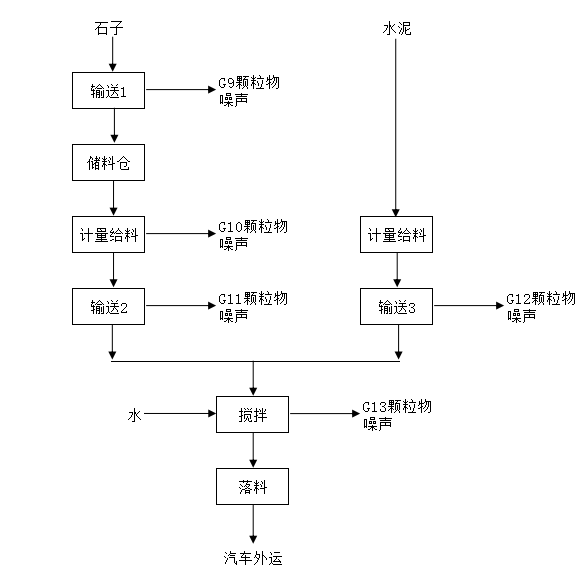 石子
水泥
输送1
G9颗粒物
噪声
储料仓
计量给料
G10颗粒物
噪声
计量给料
输送2
G11颗粒物
噪声
输送3
G12颗粒物
噪声
水
搅拌
G13颗粒物
噪声
落料
汽车外运